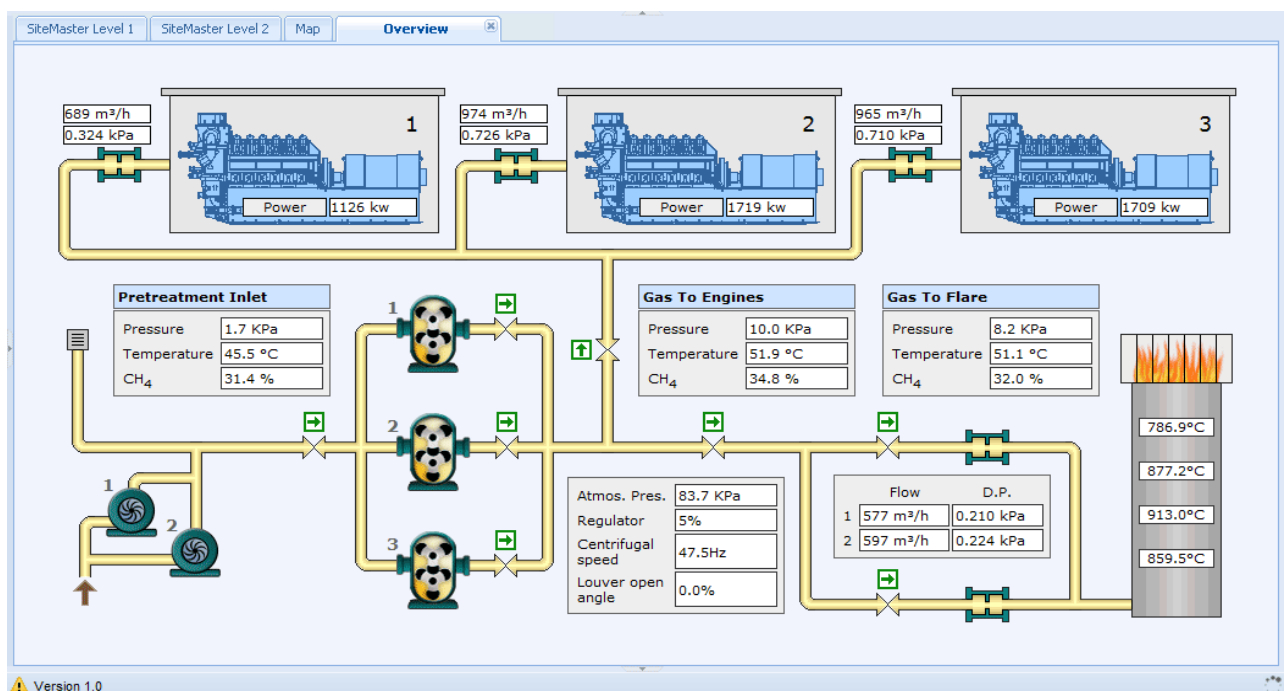 SiteMaster Level 1 SiteMaster Level 2 Map Overview
689 m³/h 974 m³/h 965 m³/h
0.324 kPa 0.726 kPa 0.710 kPa
1 2 3
Power 1126 kw Power 1719 kw Power 1709 kw
Pretreatment Inlet
Pressure 1.7 KPa
Temperature 45.5 °C
CH₄ 31.4 %
1
2
3
Gas To Engines
Pressure 10.0 KPa
Temperature 51.9 °C
CH₄ 34.8 %
Gas To Flare
Pressure 8.2 KPa
Temperature 51.1 °C
CH₄ 32.0 %
786.9°C
877.2°C
913.0°C
859.5°C
1
2
Atmos. Pres. 83.7 KPa
Regulator 5%
Centrifugal
speed 47.5Hz
Louver open
angle 0.0%
Flow D.P.
1 577 m³/h 0.210 kPa
2 597 m³/h 0.224 kPa
Version 1.0